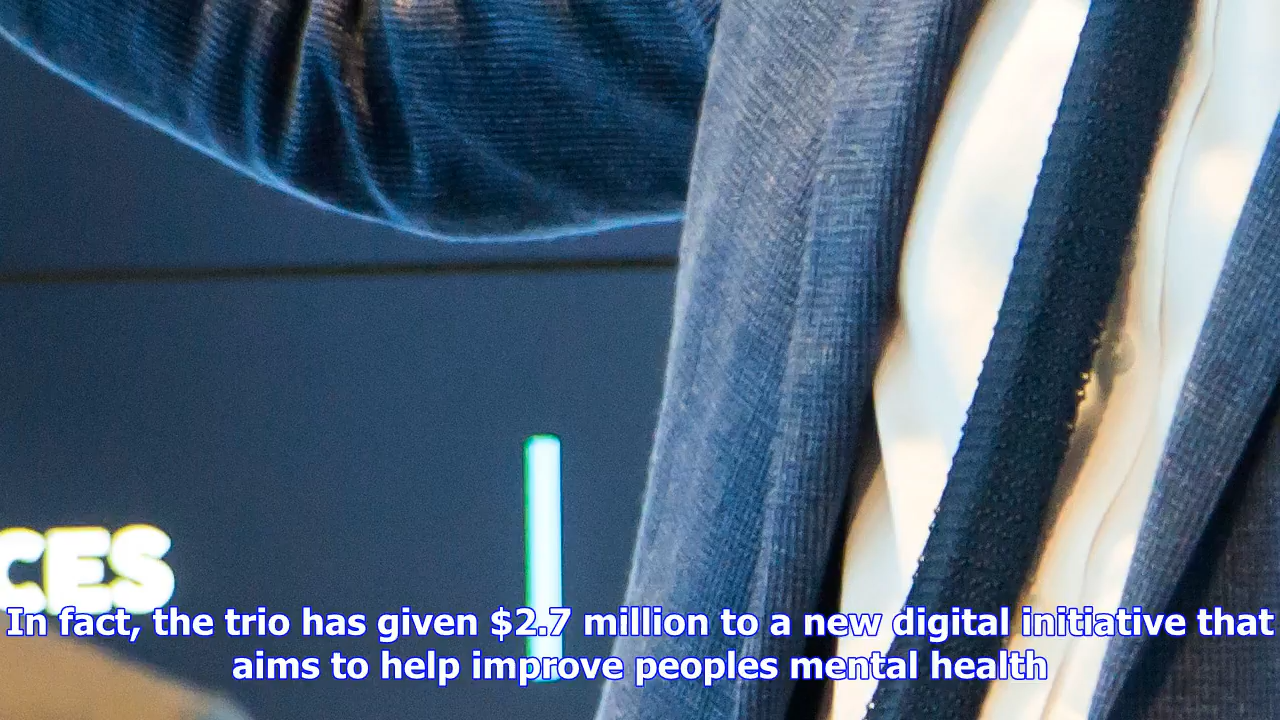 CES
In fact, the trio has given $2.7 million to a new digital initiative that
aims to help improve peoples mental health